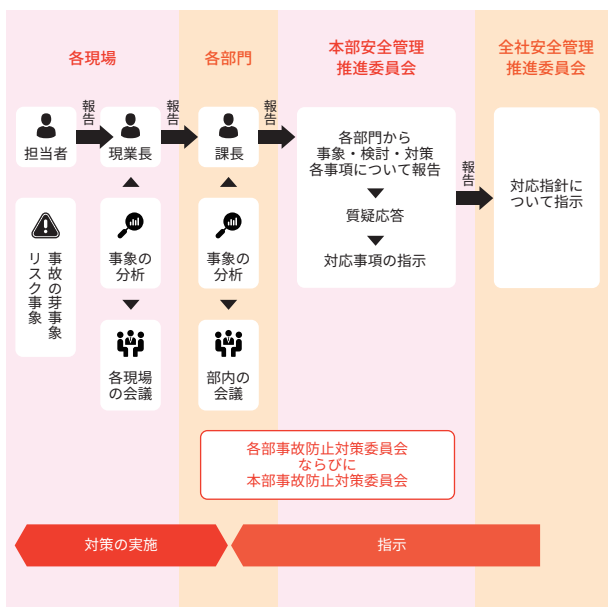 各現場
各部門
本部安全管理
推進委員会
全社安全管理
推進委員会
担当者
報告
現業長
報告
課長
報告
各部門から
事象・検討・対策
各事項について報告
質疑応答
対応事項の指示
報告
対応指針に
ついて指示
事故の芽事象
リスク事象
事象の
分析
各現場
の会議
事象の
分析
部内の
会議
各部事故防止対策委員会
ならびに
本部事故防止対策委員会
対策の実施
指示